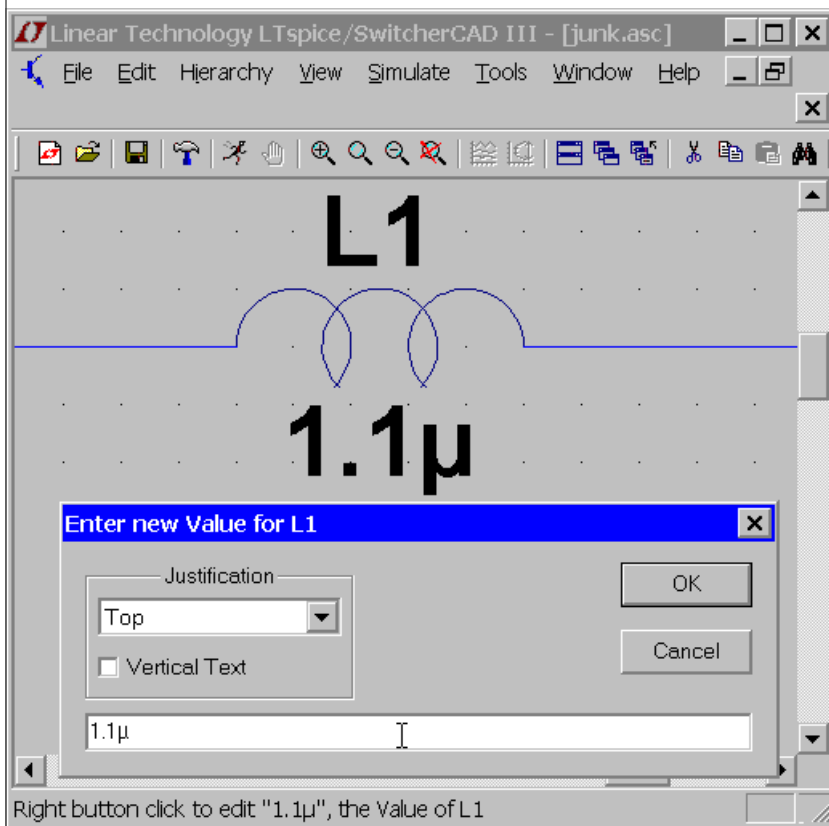 Linear Technology LTspice/SwitcherCAD III - [junk.asc]
File Edit Hierarchy View Simulate Tools Window Help
L1
1.1µ
Enter new Value for L1
Justification
Top
Vertical Text
OK
Cancel
1.1µ
Right button click to edit "1.1µ", the Value of L1